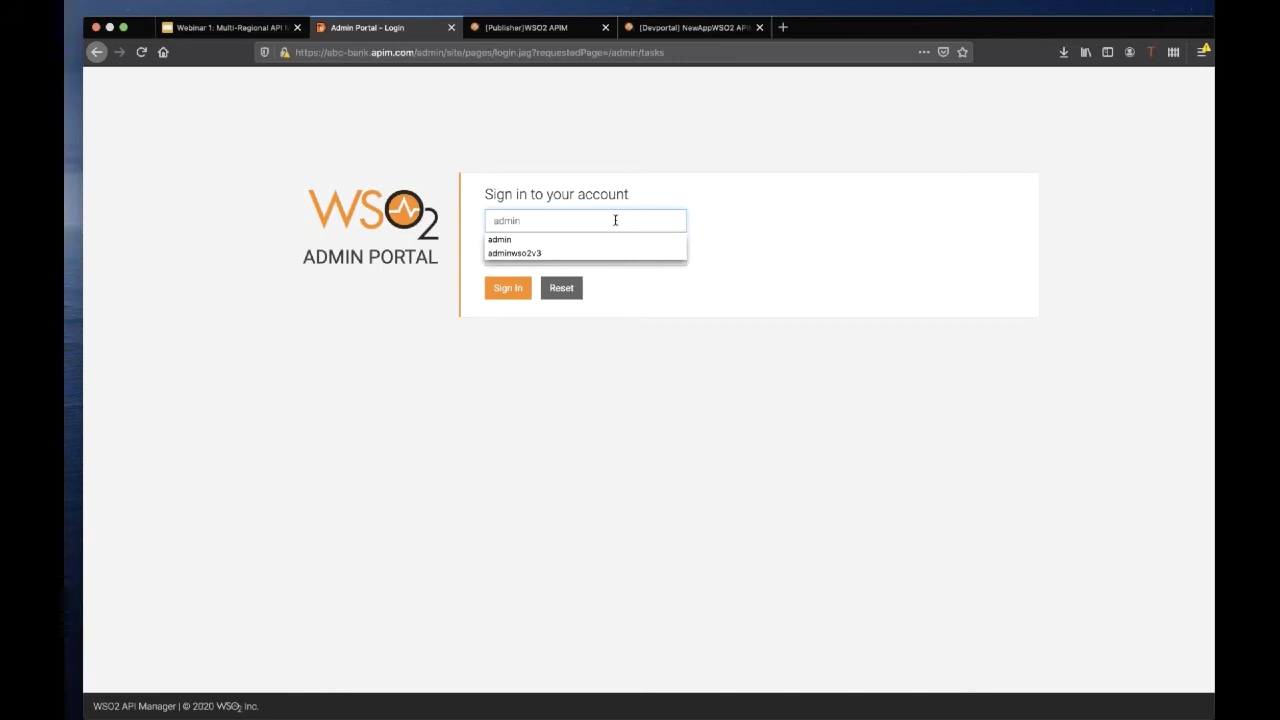 Webinar 1: Multi-Regional API M
Admin Portal - Login
[Publisher]WSO2 APIM
[Devportal] NewAppWSO2 APIM
https://abc-bank.apim.com/admin/site/pages/login.jag?requestedPage=/admin/tasks
WSO2
ADMIN PORTAL
Sign in to your account
admin
admin
adminwso2v3
Sign In
Reset
WSO2 API Manager | © 2020 WSO2 Inc.